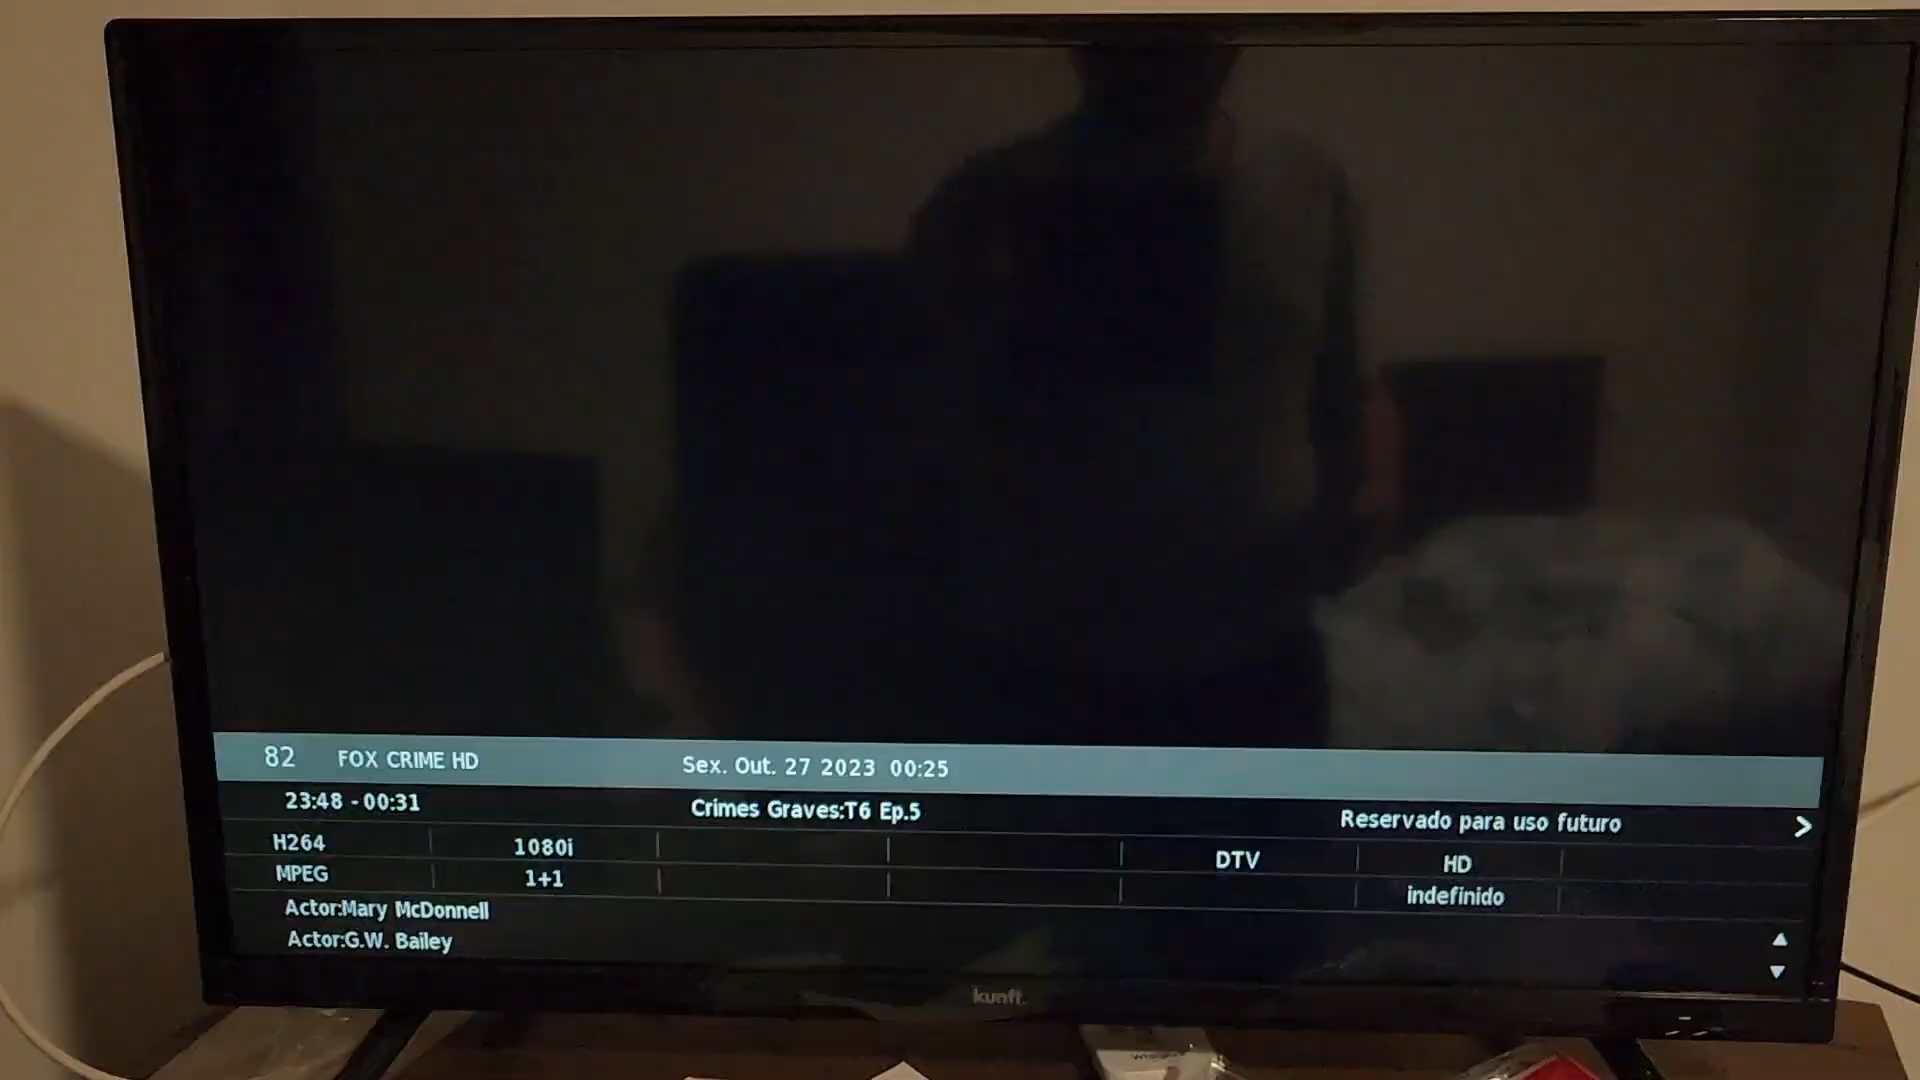 82 FOX CRIME HD Sex. Out. 27 2023 00:25
23:48 - 00:31 Crimes Graves:T6 Ep.5 Reservado para uso futuro >
H264 1080i DTV HD
MPEG 1+1 indefinido
Actor:Mary McDonnell
Actor:G.W. Bailey
kunft.